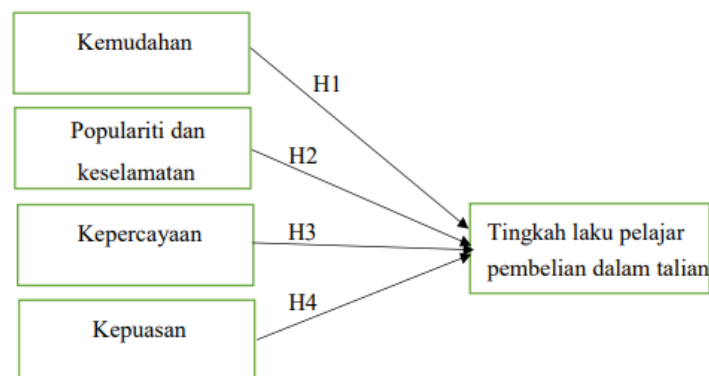 Kemudahan
H1
Populariti dan
keselamatan
H2
Kepercayaan
H3
Tingkah laku pelajar
pembelian dalam talian
Kepuasan
H4